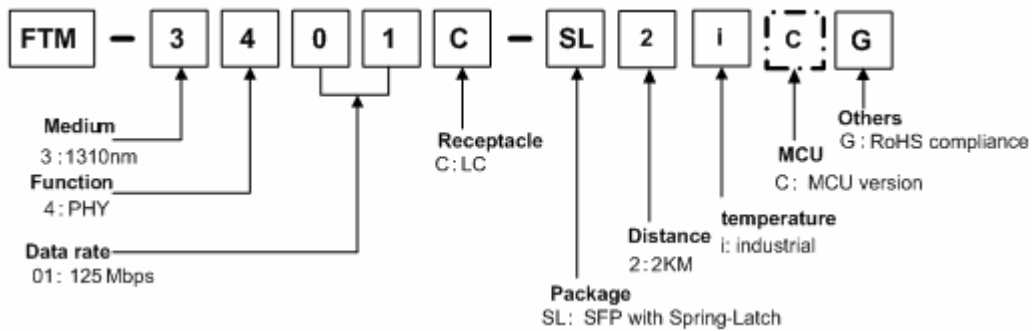 FTM - 3 4 0 1 C - SL 2 i C G
Medium
3 : 1310nm
Function
4 : PHY
Data rate
01 : 125 Mbps
Receptacle
C : LC
Package
SL : SFP with Spring-Latch
Distance
2 : 2KM
temperature
i: industrial
MCU
C : MCU version
Others
G : RoHS compliance